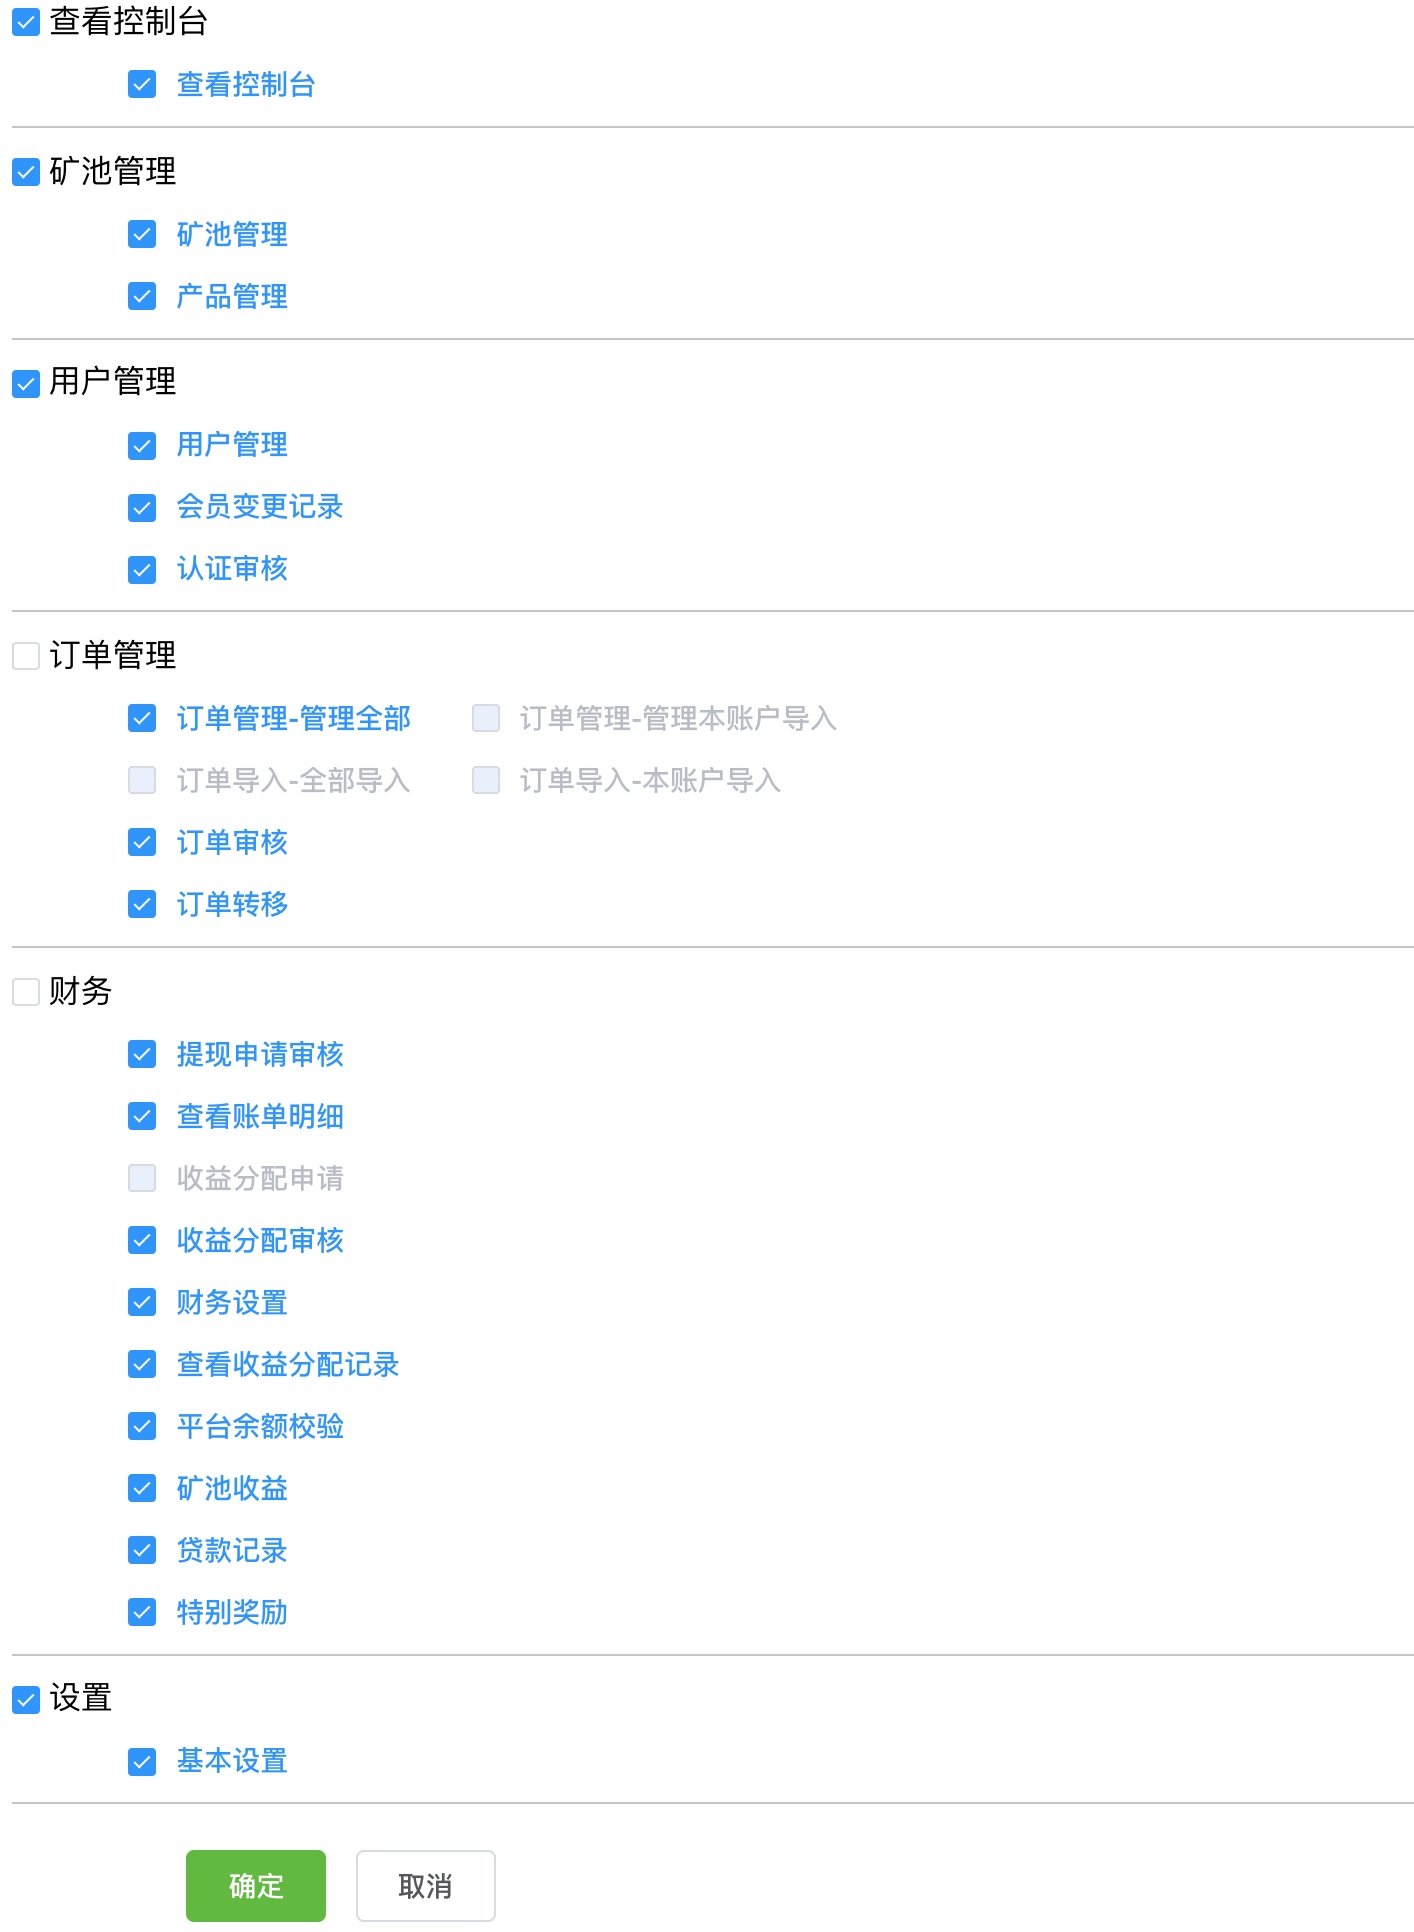 查看控制台
查看控制台
矿池管理
矿池管理
产品管理
用户管理
用户管理
会员变更记录
认证审核
订单管理
订单管理-管理全部 订单管理-管理本账户导入
订单导入-全部导入 订单导入-本账户导入
订单审核
订单转移
财务
提现申请审核
查看账单明细
收益分配申请
收益分配审核
财务设置
查看收益分配记录
平台余额校验
矿池收益
贷款记录
特别奖励
设置
基本设置
确定 取消